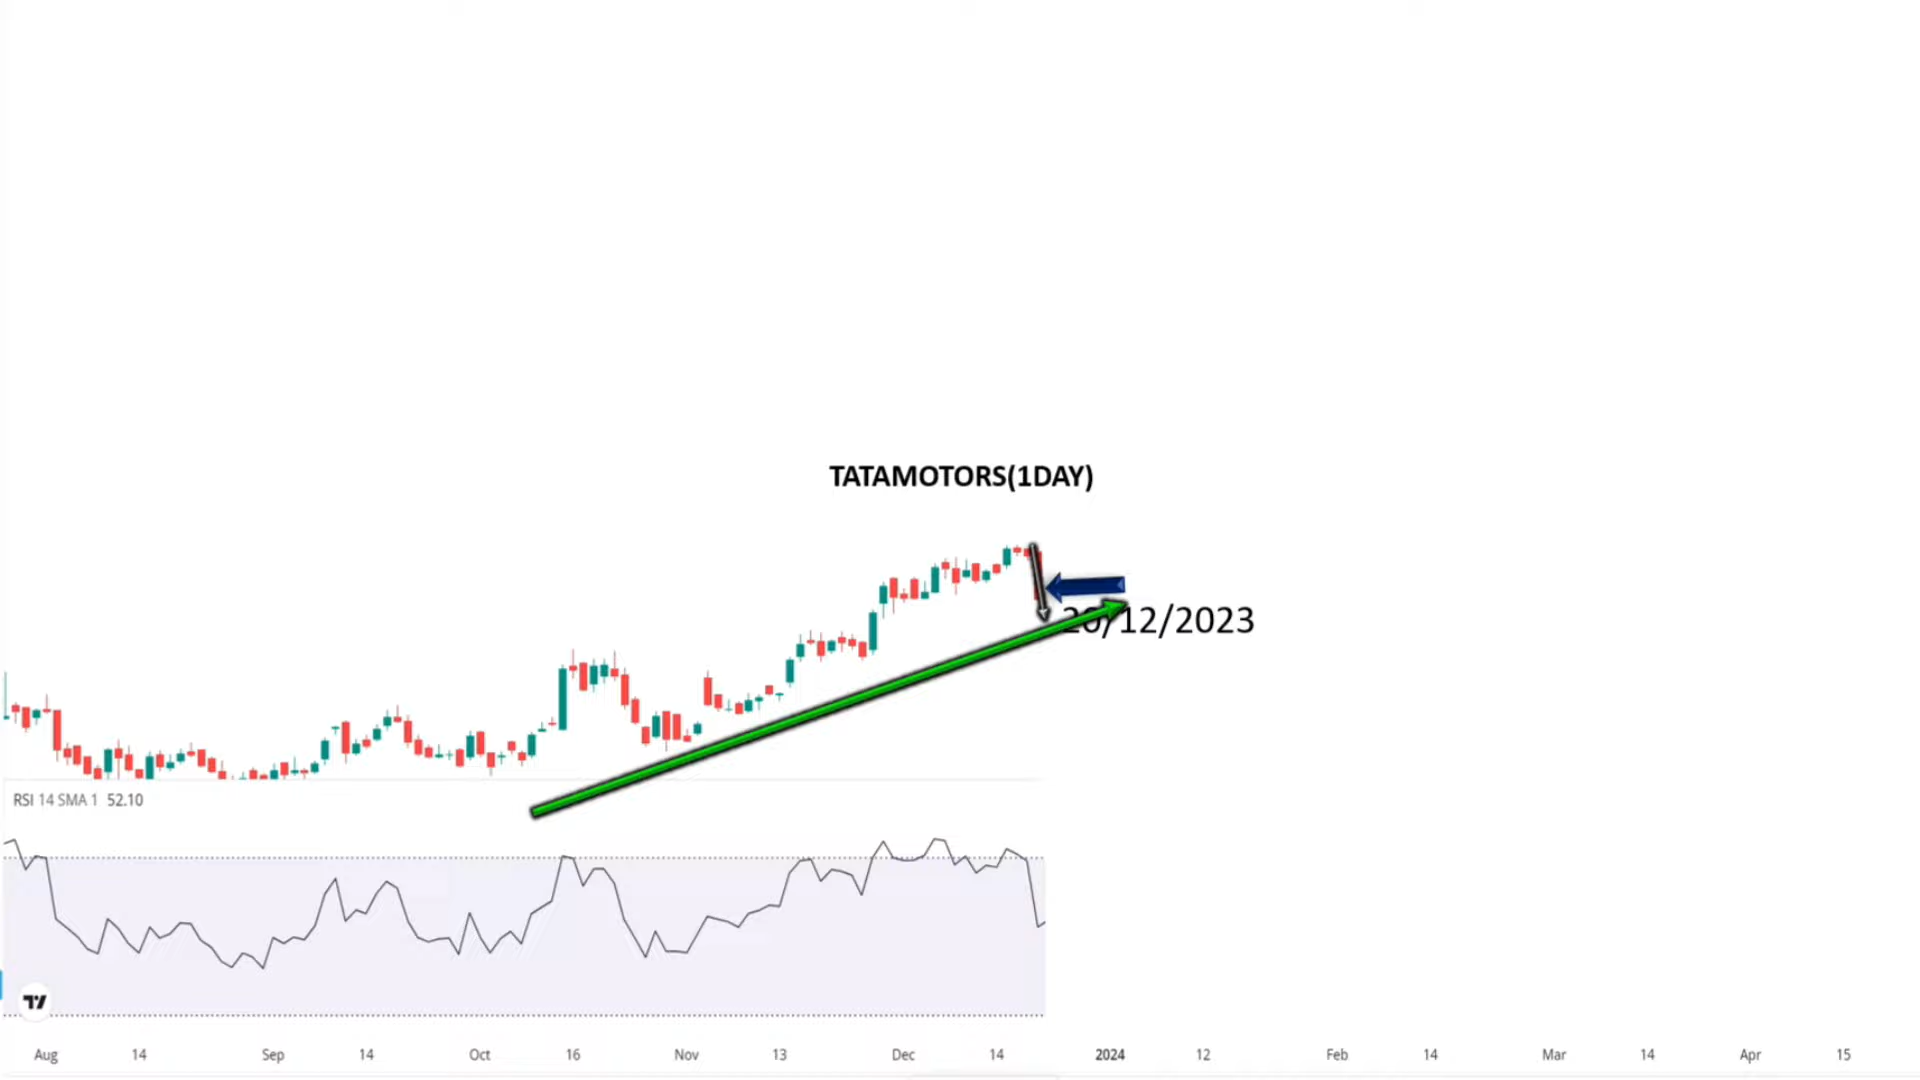 TATAMOTORS(1DAY)
20/12/2023
RSI 14 SMA 1 52.10
Aug 14 Sep 14 Oct 16 Nov 13 Dec 14 2024 12 Feb 14 Mar 14 Apr 15